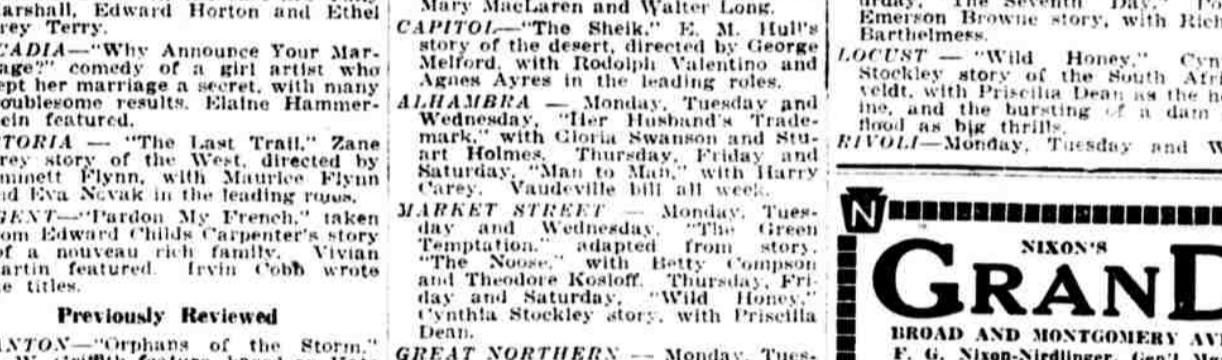 Marshall, Edward Horton and Ethel
Grey Terry.
CADIA—"Why Announce Your Mar-
age?" comedy of a girl artist who
ept her marriage a secret, with many
oublesome results. Elaine Hammer-
ein featured.
TORIA — "The Last Trail," Zane
rey story of the West, directed by
mmett Flynn, with Maurice Flynn
nd Eva Novak in the leading roles.
GENT—"Pardon My French," taken
om Edward Childs Carpenter's story
of a nouveau rich family. Vivian
artin featured. Irvin Cobb wrote
e titles.
Previously Reviewed
NTON—"Orphans of the Storm."
Mary MacLaren and Walter Long.
CAPITOL—"The Sheik," E. M. Hull's
story of the desert, directed by George
Melford, with Rodolph Valentino and
Agnes Ayres in the leading roles.
ALHAMBRA — Monday, Tuesday and
Wednesday, "Her Husband's Trade-
mark," with Gloria Swanson and Stu-
art Holmes. Thursday, Friday and
Saturday, "Man to Man," with Harry
Carey. Vaudeville bill all week.
MARKET STREET — Monday, Tues-
day and Wednesday, "The Green
Temptation," adapted from story,
"The Noose," with Betty Compson
and Theodore Kosloff. Thursday, Fri-
day and Saturday, "Wild Honey,"
Cynthia Stockley story, with Priscilla
Dean.
GREAT NORTHERN — Monday, Tues-
urday, "The Seventh Day,"
Emerson Browne story, with Rich
Barthelmess.
LOCUST — "Wild Honey," Cyn
Stockley story of the South Afri
veldt, with Priscilla Dean as the he
ine, and the bursting of a dam
flood as big thrills.
RIVOLI—Monday, Tuesday and W
N
NIXON'S
GRAND
BROAD AND MONTGOMERY AV
F. G. Nixon-Nirdlinger, Gen'l M